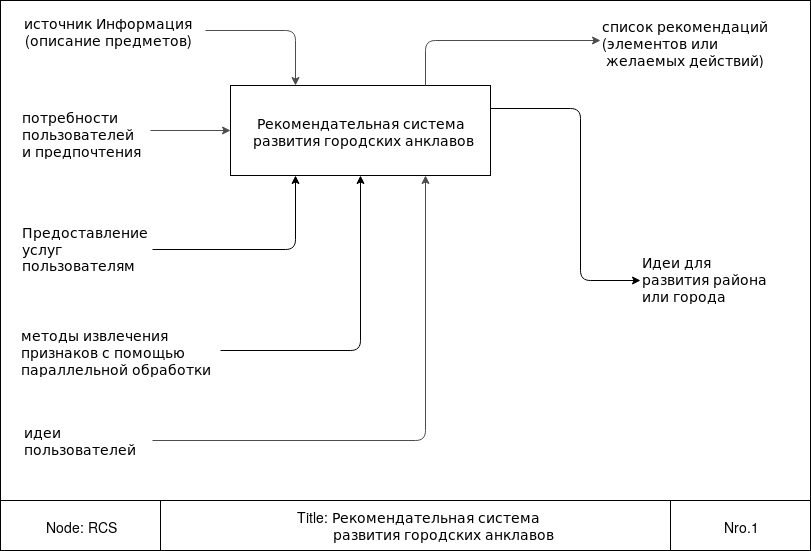 источник Информация
(описание предметов)
список рекомендаций
(элементов или
желаемых действий)
потребности
пользователей
и предпочтения
Рекомендательная система
развития городских анклавов
Предоставление
услуг
пользователям
Идеи для
развития района
или города
методы извлечения
признаков с помощью
параллельной обработки
идеи
пользователей
Node: RCS
Title: Рекомендательная система
развития городских анклавов
Nro.1